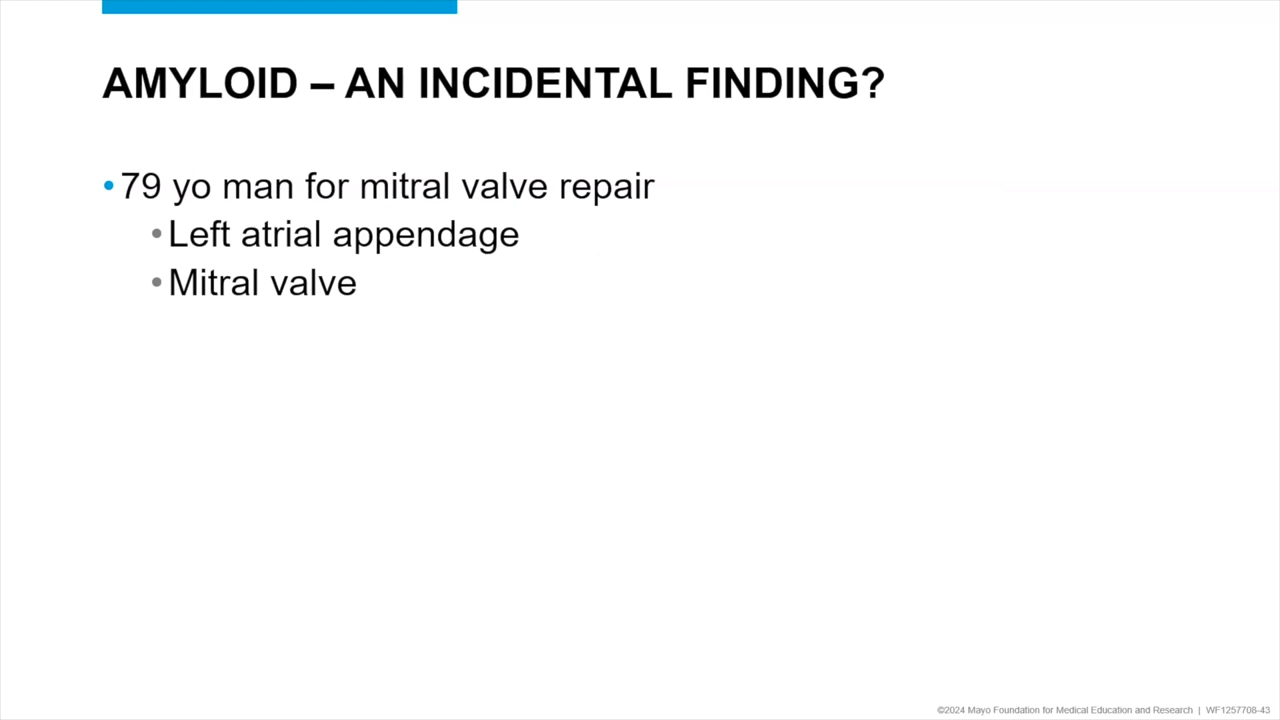 AMYLOID – AN INCIDENTAL FINDING?
•79 yo man for mitral valve repair
•Left atrial appendage
•Mitral valve
©2024 Mayo Foundation for Medical Education and Research | WF1257708-43